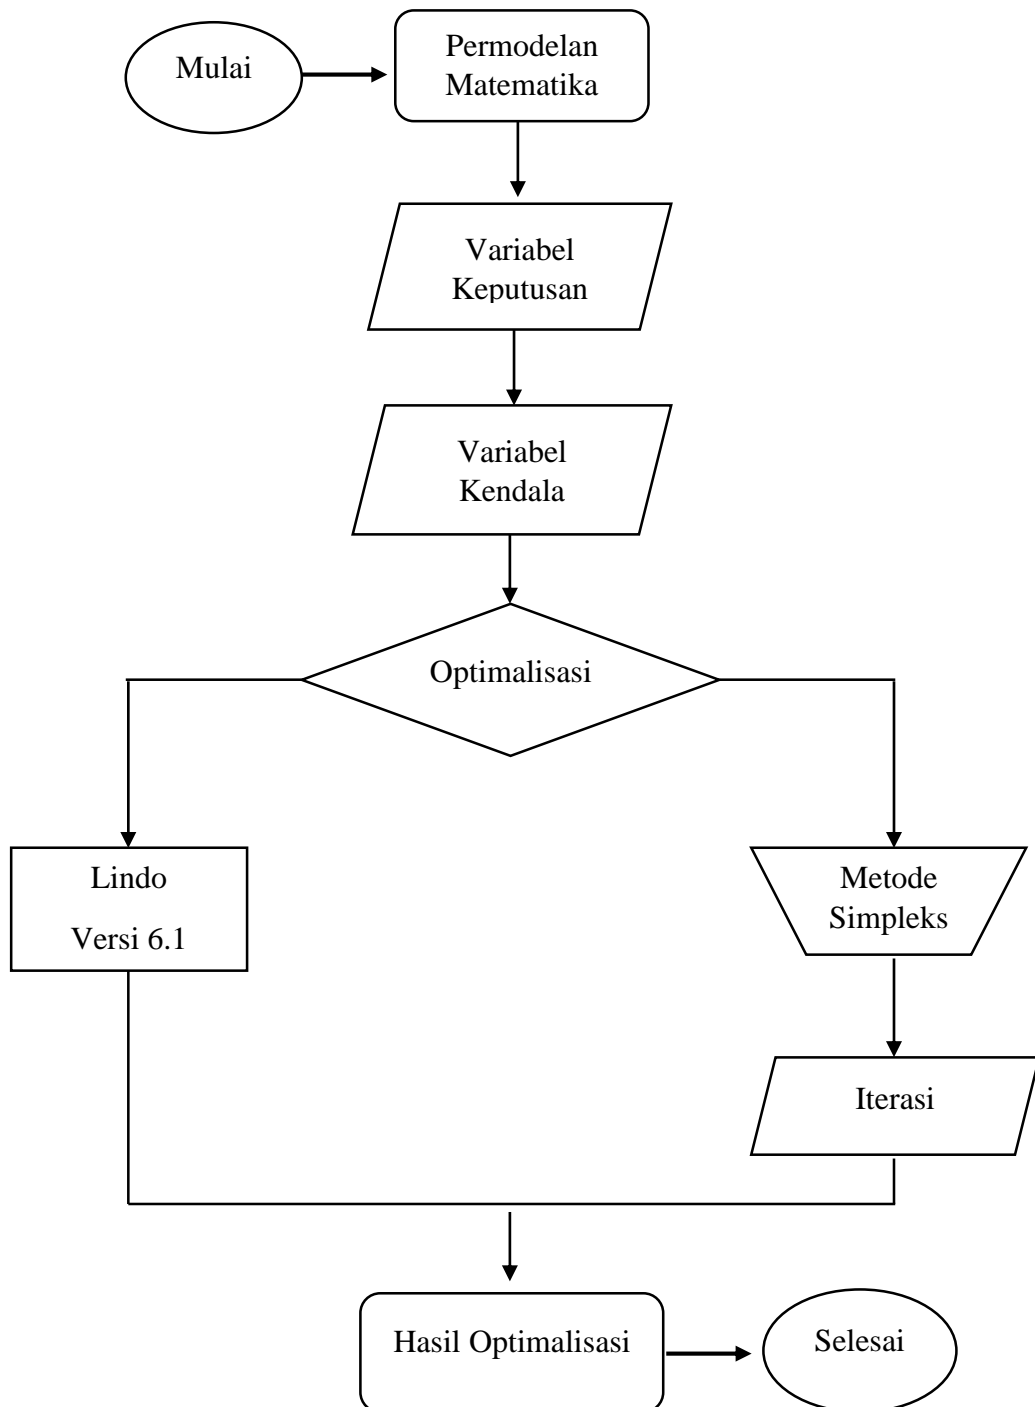 Mulai
Permodelan
Matematika
Variabel
Keputusan
Variabel
Kendala
Optimalisasi
Lindo
Versi 6.1
Metode
Simpleks
Iterasi
Hasil Optimalisasi
Selesai